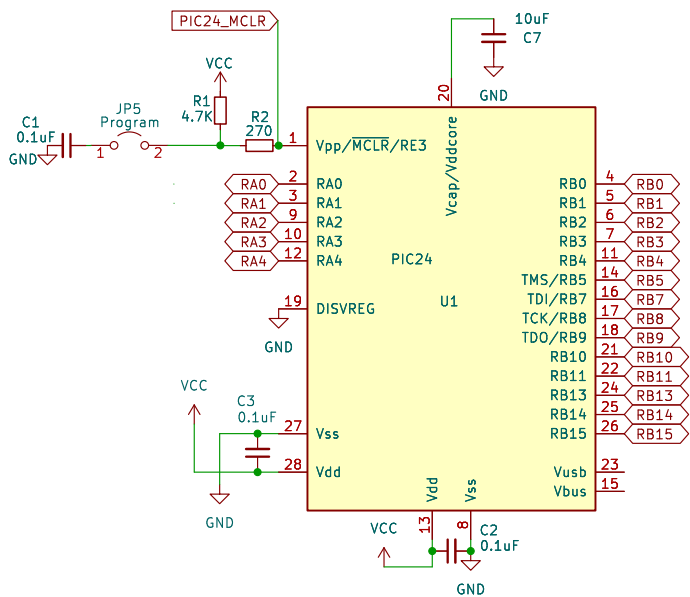 PIC24_MCLR
10uF
C7
GND
VCC
R1
4.7K
JP5
Program
C1
0.1uF
GND
1
2
R2
270
20
Vcap/Vddcore
1
Vpp/MCLR/RE3
RA0
2
RA0
RA1
3
RA1
RA2
9
RA2
RA3
10
RA3
RA4
12
RA4
19
DISVREG
GND
PIC24
U1
RB0
4
RB0
RB1
5
RB1
RB2
6
RB2
RB3
7
RB3
RB4
11
RB4
TMS/RB5
14
RB5
TDI/RB7
16
RB7
TCK/RB8
17
RB8
TDO/RB9
18
RB9
RB10
21
RB10
RB11
22
RB11
RB13
24
RB13
RB14
25
RB14
RB15
26
RB15
Vusb
23
Vbus
15
VCC
C3
0.1uF
27
Vss
28
Vdd
GND
Vdd
Vss
13
8
VCC
C2
0.1uF
GND